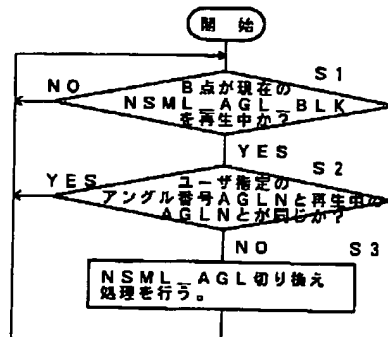 開 始
S1
NO
B点が現在の
NSML_AGL_BLK
を再生中か?
YES
S2
YES
ユーザ指定の
アングル番号AGLNと再生中の
AGLNとが同じか?
NO
S3
NSML_AGL切り換え
処理を行う。